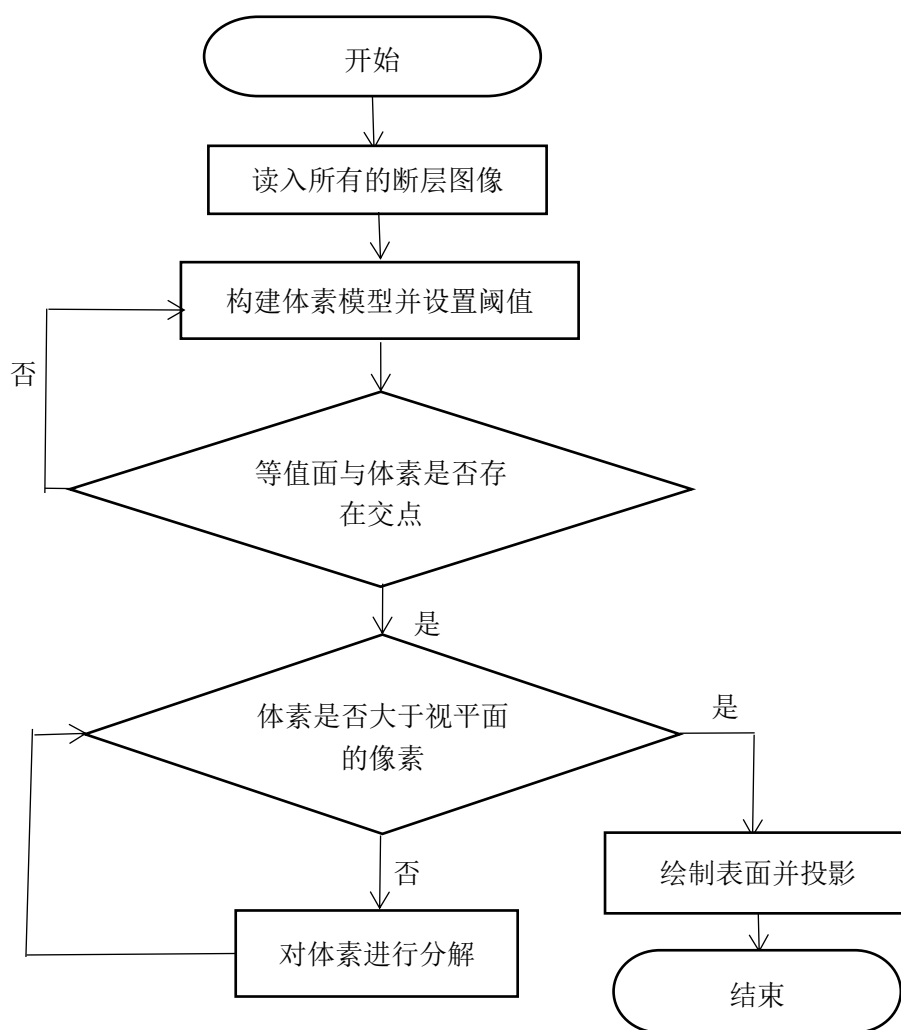 开始
读入所有的断层图像
构建体素模型并设置阈值
否
等值面与体素是否存
在交点
是
体素是否大于视平面
的像素
是
否
绘制表面并投影
对体素进行分解
结束